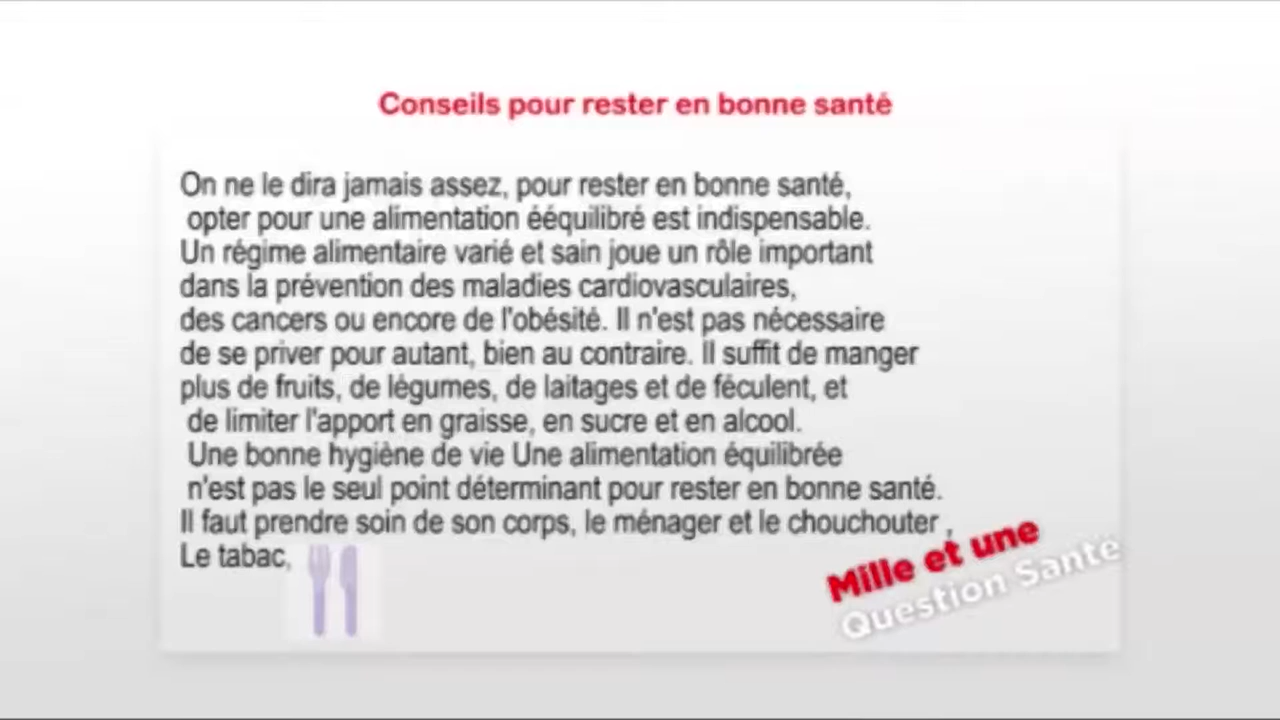 Conseils pour rester en bonne santé
On ne le dira jamais assez, pour rester en bonne santé,
opter pour une alimentation ééquilibré est indispensable.
Un régime alimentaire varié et sain joue un rôle important
dans la prévention des maladies cardiovasculaires,
des cancers ou encore de l'obésité. Il n'est pas nécessaire
de se priver pour autant, bien au contraire. Il suffit de manger
plus de fruits, de légumes, de laitages et de féculent, et
de limiter l'apport en graisse, en sucre et en alcool.
Une bonne hygiène de vie Une alimentation équilibrée
n'est pas le seul point déterminant pour rester en bonne santé.
Il faut prendre soin de son corps, le ménager et le chouchouter ,
Le tabac,
Mille et une
Question Santé